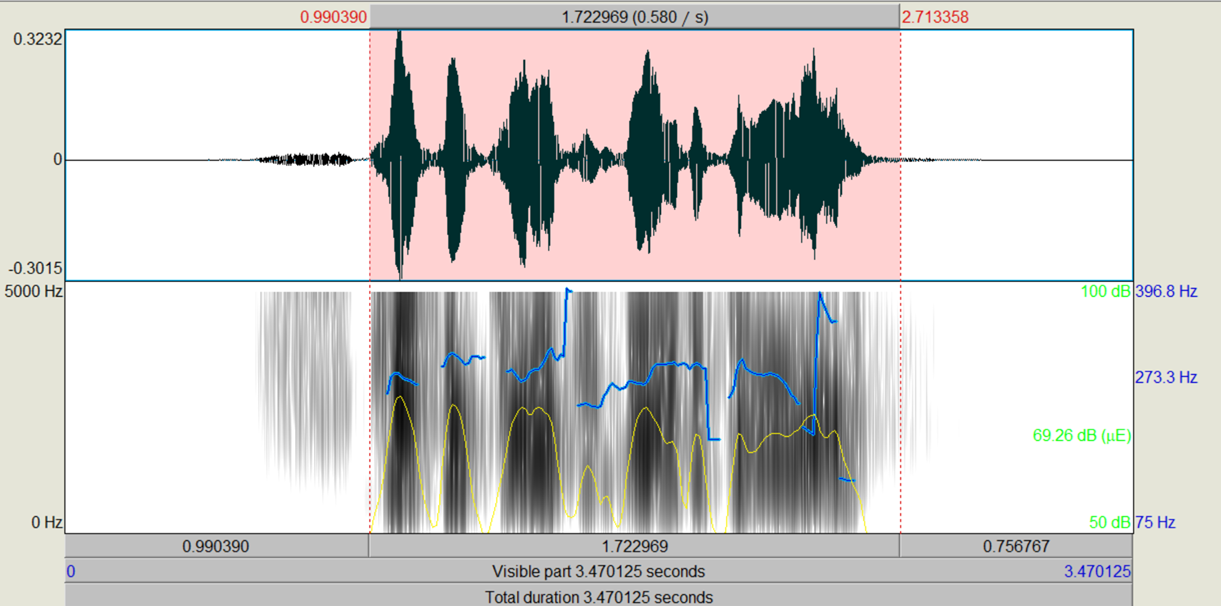 0.990390 1.722969 (0.580 / s) 2.713358
0.3232
0
-0.3015
5000 Hz 100 dB 396.8 Hz
273.3 Hz
69.26 dB (µE)
0 Hz 50 dB 75 Hz
0.990390 1.722969 0.756767
0 Visible part 3.470125 seconds 3.470125
Total duration 3.470125 seconds